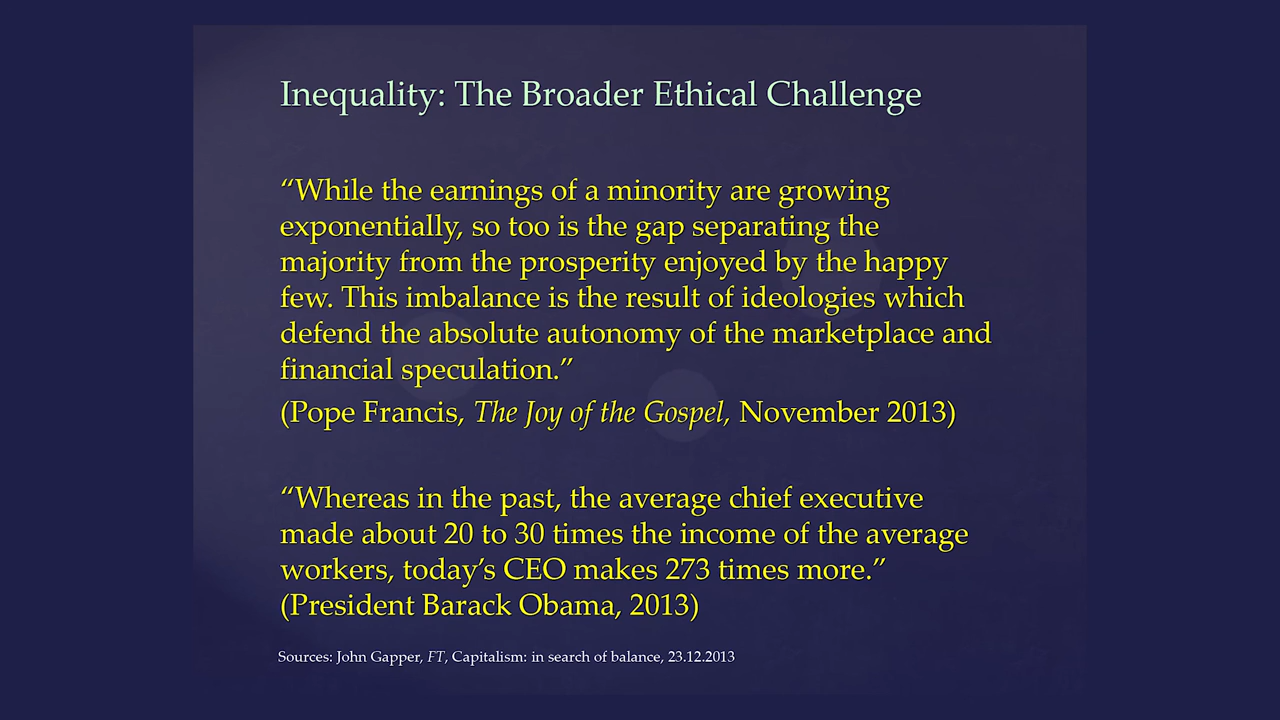 Inequality: The Broader Ethical Challenge
“While the earnings of a minority are growing
exponentially, so too is the gap separating the
majority from the prosperity enjoyed by the happy
few. This imbalance is the result of ideologies which
defend the absolute autonomy of the marketplace and
financial speculation.”
(Pope Francis, The Joy of the Gospel, November 2013)
“Whereas in the past, the average chief executive
made about 20 to 30 times the income of the average
workers, today’s CEO makes 273 times more.”
(President Barack Obama, 2013)
Sources: John Gapper, FT, Capitalism: in search of balance, 23.12.2013